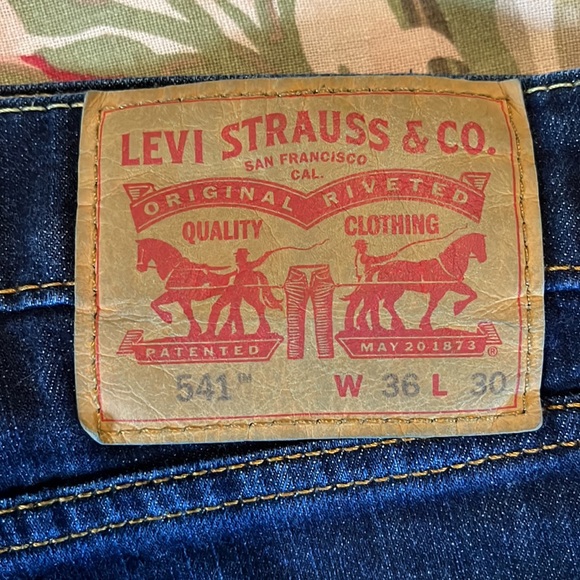 LEVI STRAUSS & CO.
SAN FRANCISCO
CAL.
ORIGINAL RIVETED
QUALITY CLOTHING
PATENTED MAY 20 1873 ®
541™ W 36 L 30